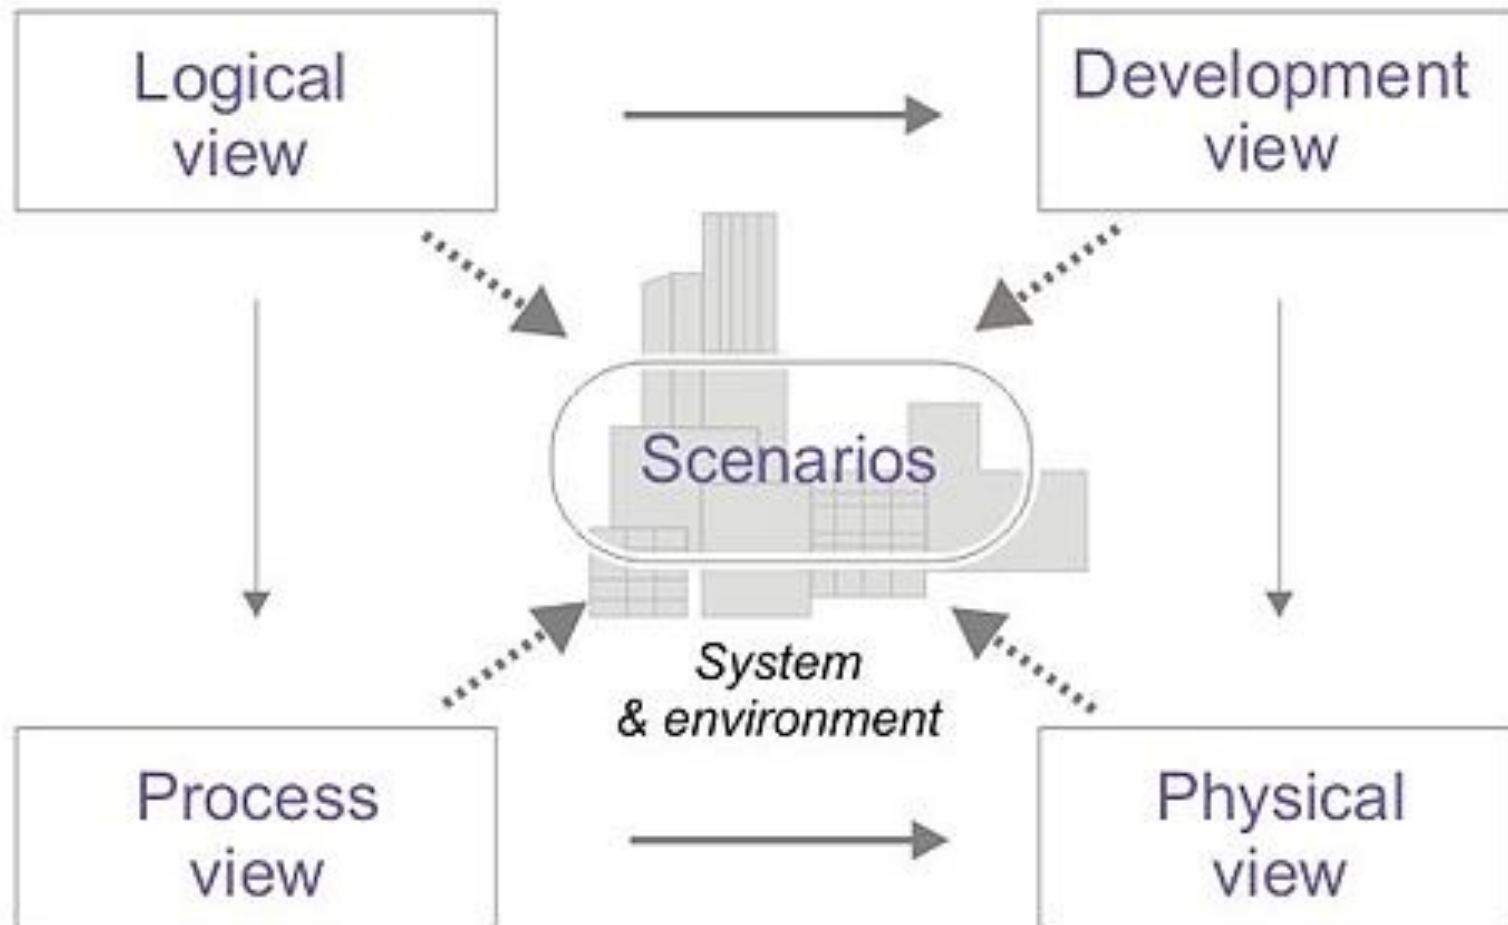 Logical
view
Development
view
Scenarios
System
& environment
Process
view
Physical
view